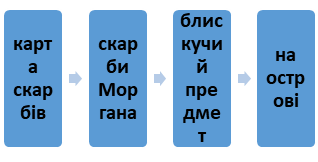 карт
а
скар
бів
скар
би
Мор
гана
блис
кучи
й
пре
дме
т
на
остр
ові